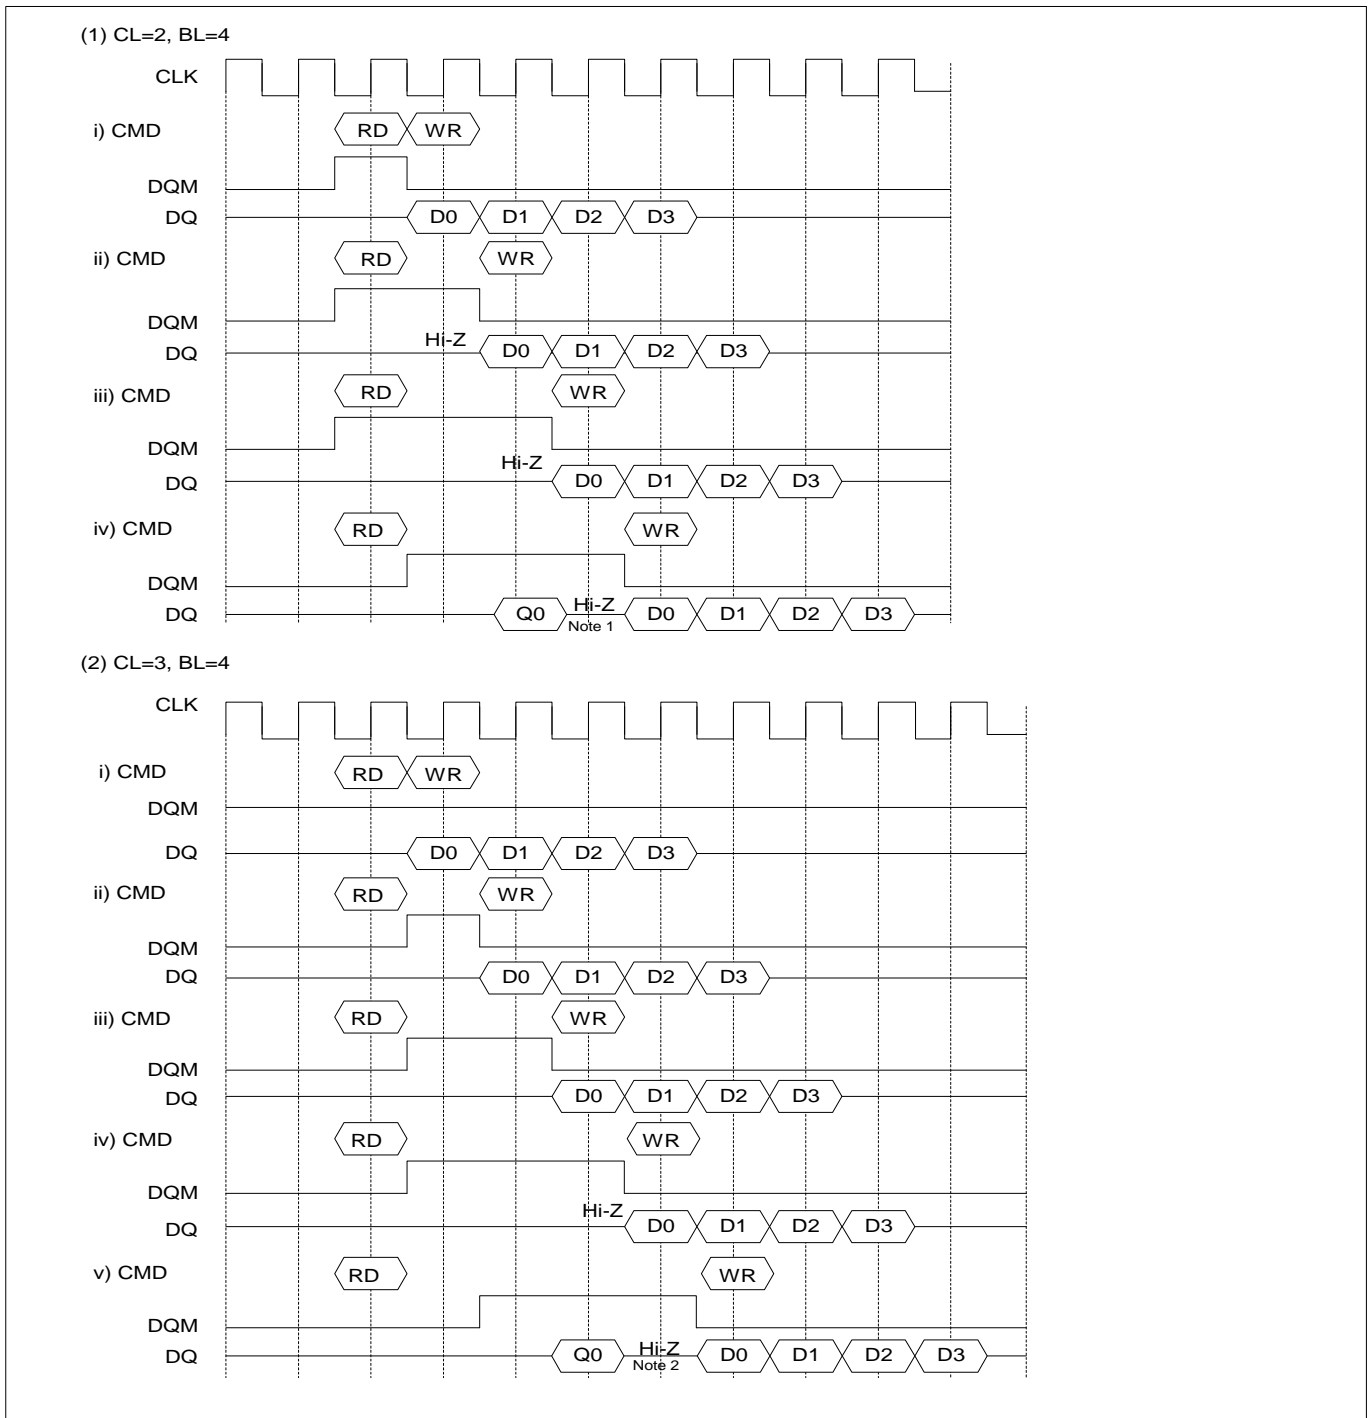 (1) CL=2, BL=4
CLK
i) CMD RD WR
DQM
DQ D0 D1 D2 D3
ii) CMD RD WR
DQM
DQ Hi-Z D0 D1 D2 D3
iii) CMD RD WR
DQM
DQ Hi-Z D0 D1 D2 D3
iv) CMD RD WR
DQM
DQ Q0 Hi-Z D0 D1 D2 D3
Note 1
(2) CL=3, BL=4
CLK
i) CMD RD WR
DQM
DQ D0 D1 D2 D3
ii) CMD RD WR
DQM
DQ D0 D1 D2 D3
iii) CMD RD WR
DQM
DQ D0 D1 D2 D3
iv) CMD RD WR
DQM
DQ Hi-Z D0 D1 D2 D3
v) CMD RD WR
DQM
DQ Q0 Hi-Z D0 D1 D2 D3
Note 2